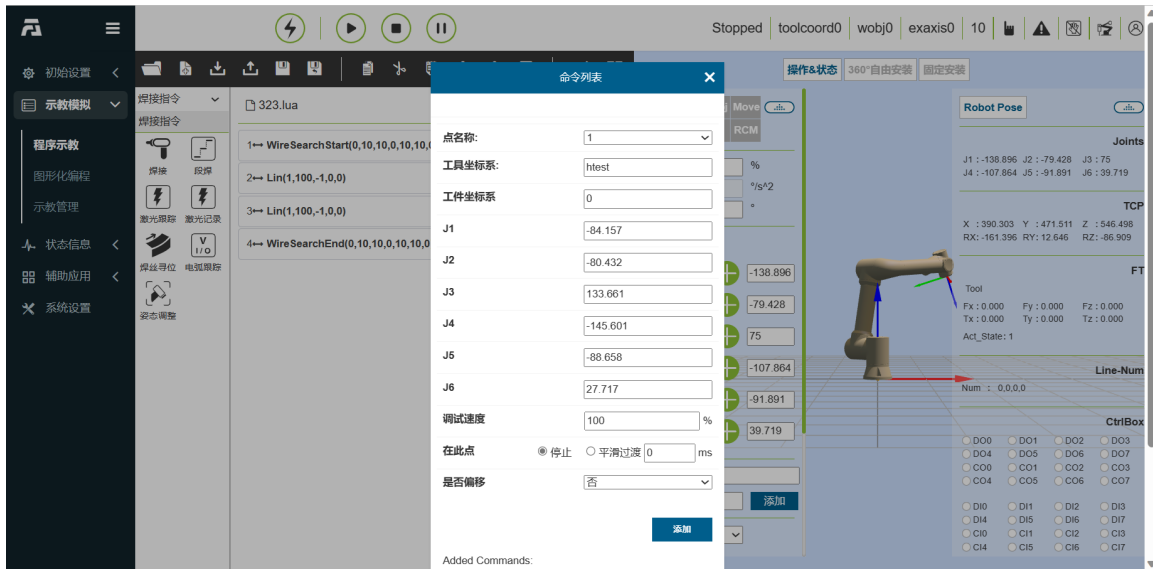 Stopped toolcoord0 wobj0 exaxis0 10
初始设置
示教模拟
程序示教
图形化编程
示教管理
状态信息
辅助应用
系统设置
焊接指令
焊接指令
焊接 段焊
激光跟踪 激光记录
焊丝寻位 电弧跟踪
姿态调整
323.lua
1 WireSearchStart(0,10,10,0,10,10,
2 Lin(1,100,-1,0,0)
3 Lin(1,100,-1,0,0)
4 WireSearchEnd(0,10,10,0,10,10,0
命令列表
点名称: 1
工具坐标系: htest
工件坐标系 0
J1 -84.157
J2 -80.432
J3 133.661
J4 -145.601
J5 -88.658
J6 27.717
调试速度 100 %
在此点 停止 平滑过渡 0 ms
是否偏移 否
添加
Added Commands:
操作&状态 360°自由安装 固定安装
Move
RCM
%
°/s^2
°
-138.896
-79.428
75
-107.864
-91.891
39.719
添加
Robot Pose
Joints
J1 : -138.896 J2 : -79.428 J3 : 75
J4 : -107.864 J5 : -91.891 J6 : 39.719
TCP
X : 390.303 Y : 471.511 Z : 546.498
RX: -161.396 RY: 12.646 RZ: -86.909
FT
Tool
Fx : 0.000 Fy : 0.000 Fz : 0.000
Tx : 0.000 Ty : 0.000 Tz : 0.000
Act_State: 1
Line-Num
Num : 0,0,0,0
CtrlBox
DO0 DO1 DO2 DO3
DO4 DO5 DO6 DO7
CO0 CO1 CO2 CO3
CO4 CO5 CO6 CO7
DI0 DI1 DI2 DI3
DI4 DI5 DI6 DI7
CI0 CI1 CI2 CI3
CI4 CI5 CI6 CI7